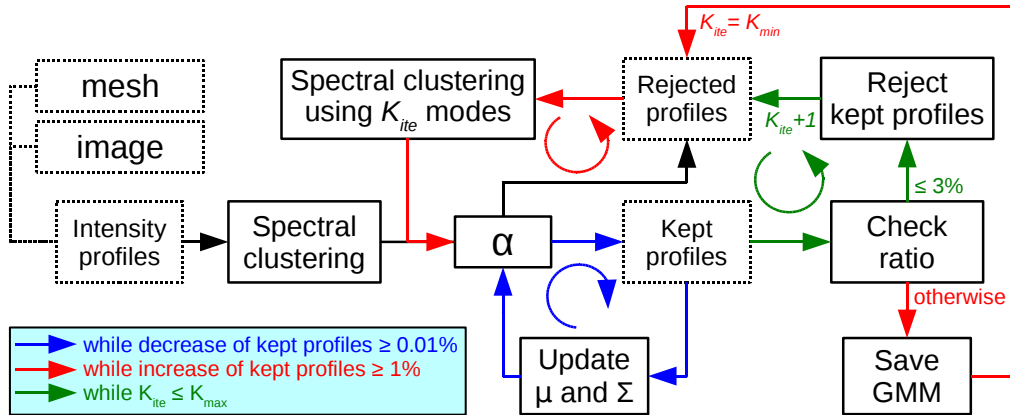 K_ite = K_min
mesh
image
Spectral clustering
using K_ite modes
Rejected
profiles
Reject
kept profiles
K_ite+1
≤ 3%
Intensity
profiles
Spectral
clustering
α
Kept
profiles
Check
ratio
otherwise
Update
μ and Σ
Save
GMM
while decrease of kept profiles ≥ 0.01%
while increase of kept profiles ≥ 1%
while K_ite ≤ K_max